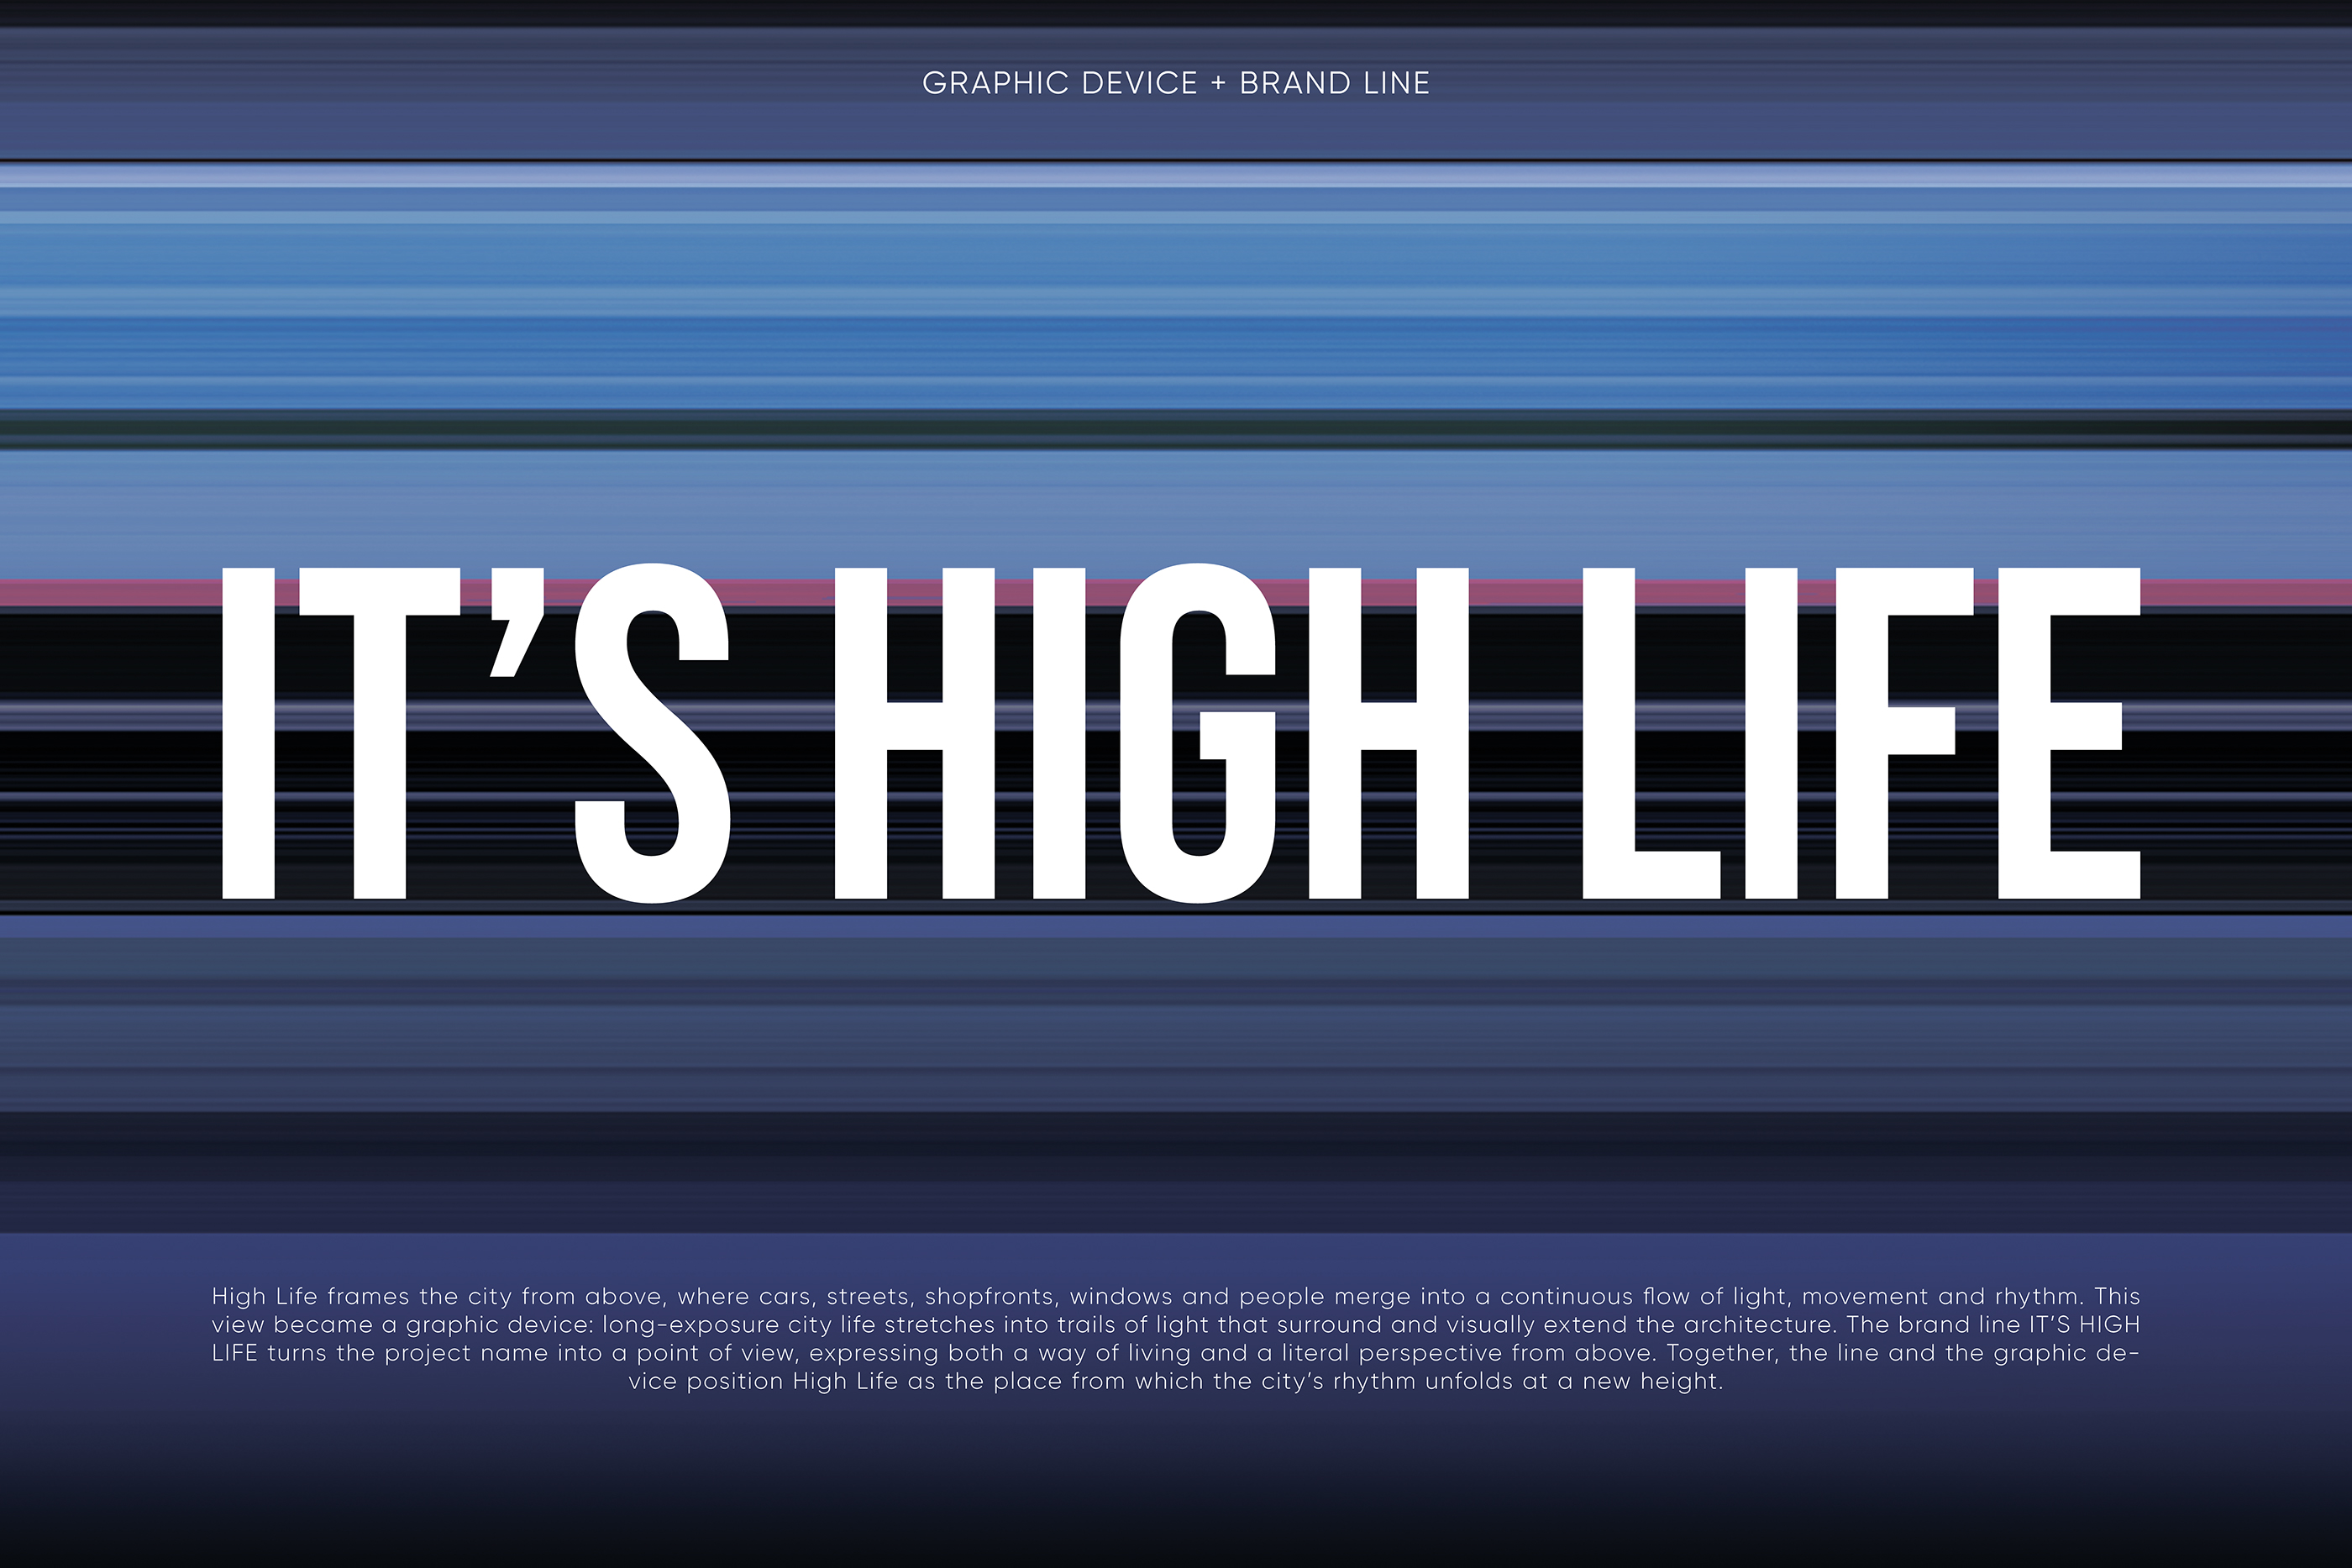 GRAPHIC DEVICE + BRAND LINE
IT’S HIGH LIFE
High Life frames the city from above, where cars, streets, shopfronts, windows and people merge into a continuous flow of light, movement and rhythm. This
view became a graphic device: long-exposure city life stretches into trails of light that surround and visually extend the architecture. The brand line IT’S HIGH
LIFE turns the project name into a point of view, expressing both a way of living and a literal perspective from above. Together, the line and the graphic de-
vice position High Life as the place from which the city’s rhythm unfolds at a new height.